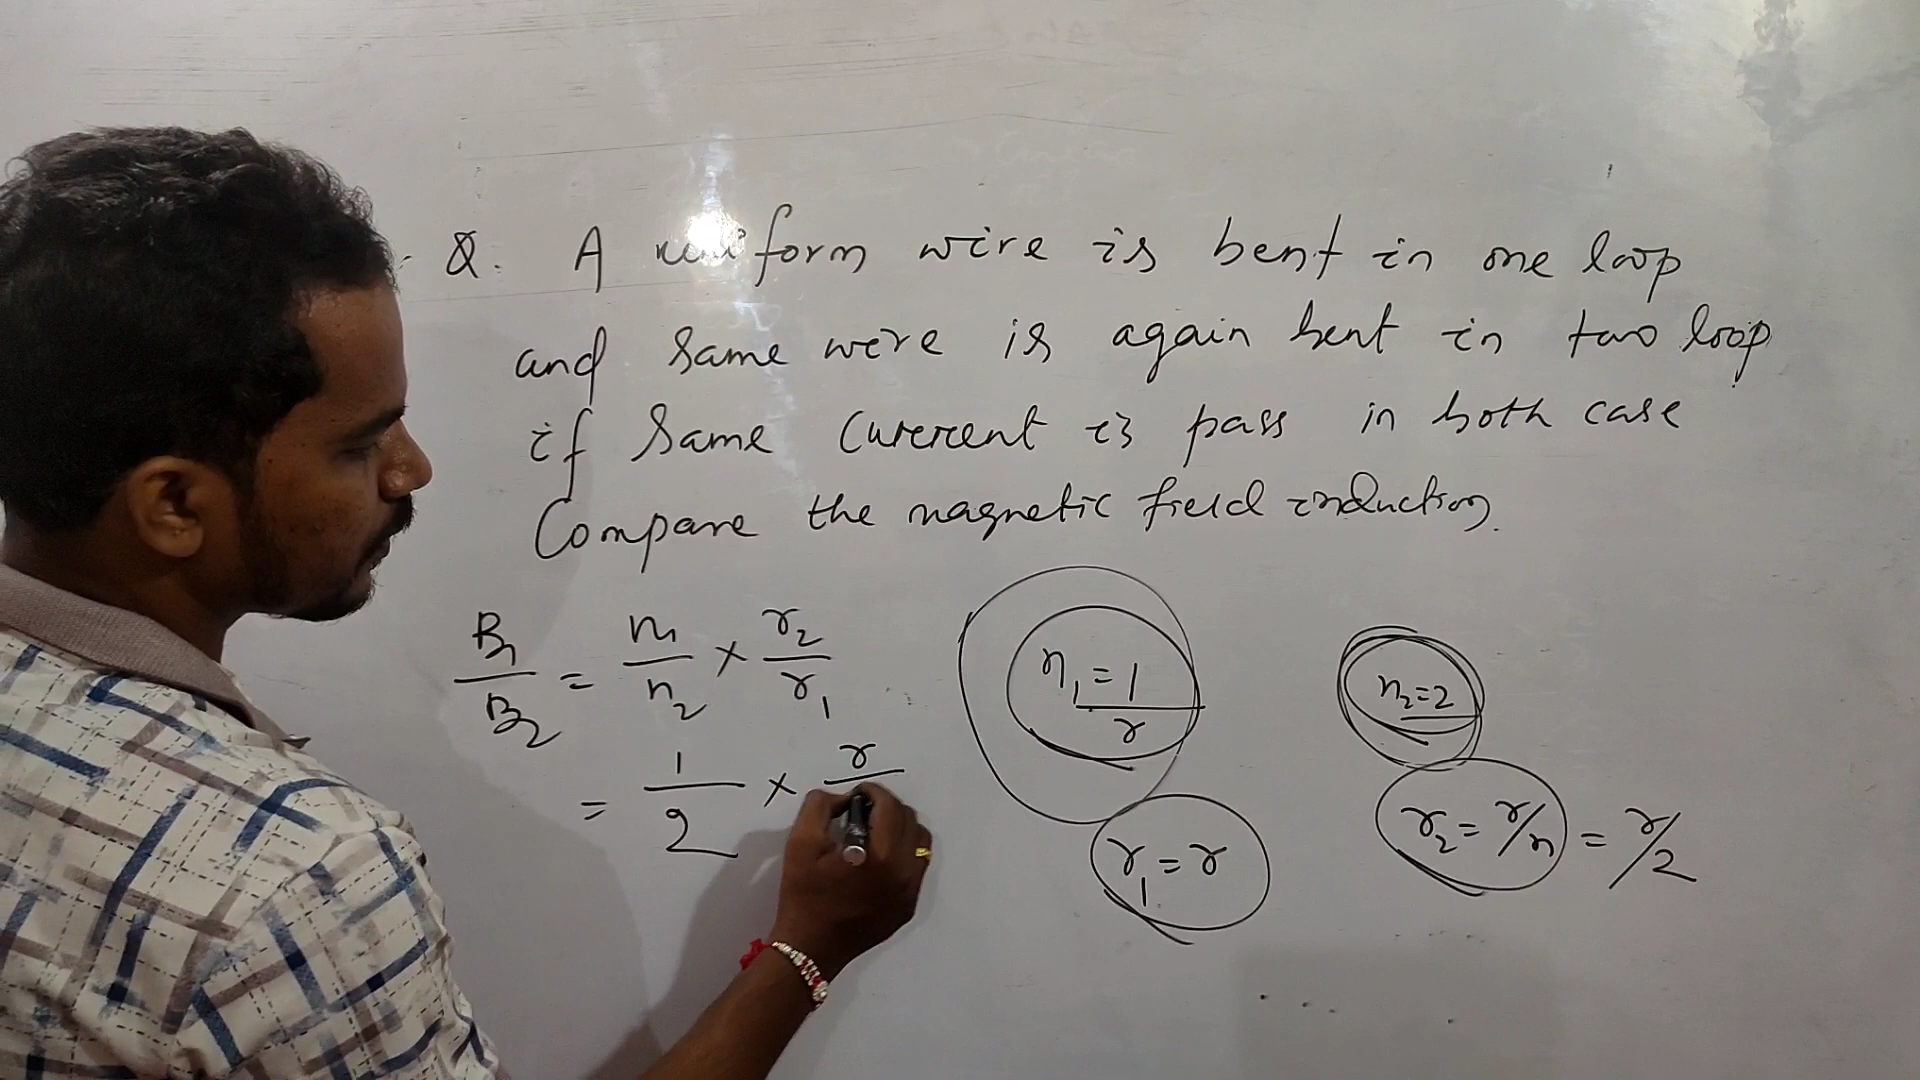 Q. A uniform wire is bent in one loop
and same wire is again bent in two loop
if same current is pass in both case
Compare the magnetic field induction.
B1/B2 = n1/n2 × r2/r1
= 1/2 × r
n1 = 1
r
r1 = r
n2=2
r2 = r/n = r/2